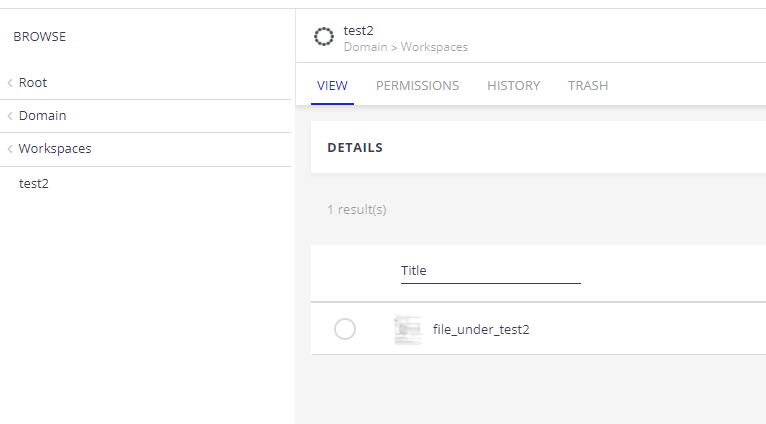 BROWSE
Root
Domain
Workspaces
test2
test2
Domain > Workspaces
VIEW PERMISSIONS HISTORY TRASH
DETAILS
1 result(s)
Title
file_under_test2